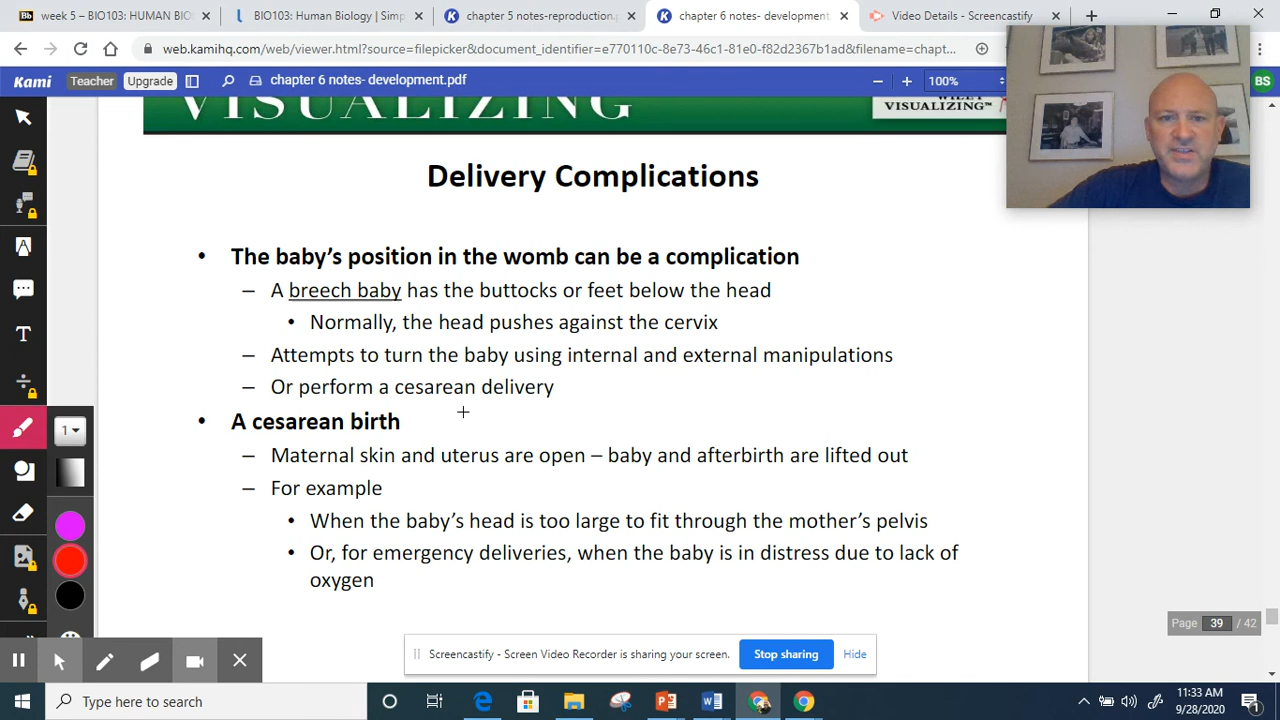 week 5 – BIO103: HUMAN BIO
BIO103: Human Biology | Simp
chapter 5 notes-reproduction.
chapter 6 notes- development.
Video Details - Screencastify
web.kamihq.com/web/viewer.html?source=filepicker&document_identifier=e770110c-8e73-46c1-81e0-f82d2367b1ad&filename=chapt...
Kami Teacher Upgrade chapter 6 notes- development.pdf 100% BS
VISUALIZING
VISUALIZING™
Delivery Complications
• The baby's position in the womb can be a complication
– A breech baby has the buttocks or feet below the head
• Normally, the head pushes against the cervix
– Attempts to turn the baby using internal and external manipulations
– Or perform a cesarean delivery
• A cesarean birth
– Maternal skin and uterus are open – baby and afterbirth are lifted out
– For example
• When the baby's head is too large to fit through the mother's pelvis
• Or, for emergency deliveries, when the baby is in distress due to lack of
oxygen
1
Page 39 / 42
Screencastify - Screen Video Recorder is sharing your screen. Stop sharing Hide
Type here to search
11:33 AM
9/28/2020